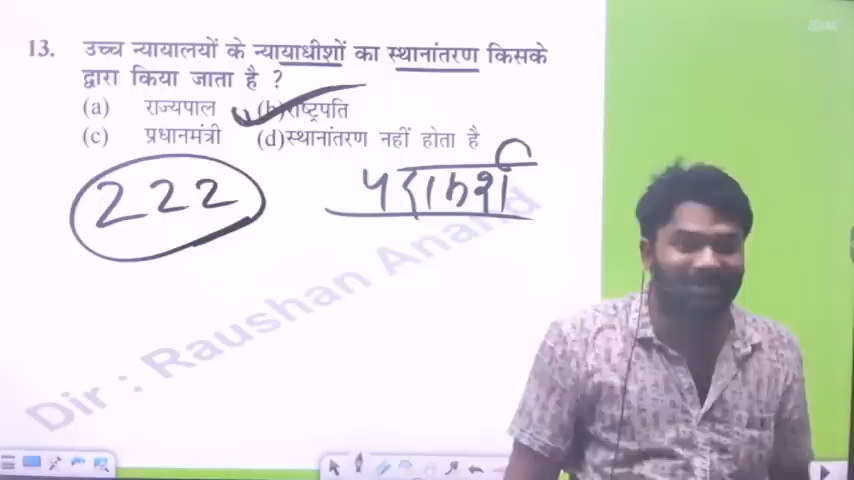 13. उच्च न्यायालयों के न्यायाधीशों का स्थानांतरण किसके
द्वारा किया जाता है ?
(a) राज्यपाल (b) राष्ट्रपति
(c) प्रधानमंत्री (d) स्थानांतरण नहीं होता है
222 परामर्श
Dir : Raushan Anand